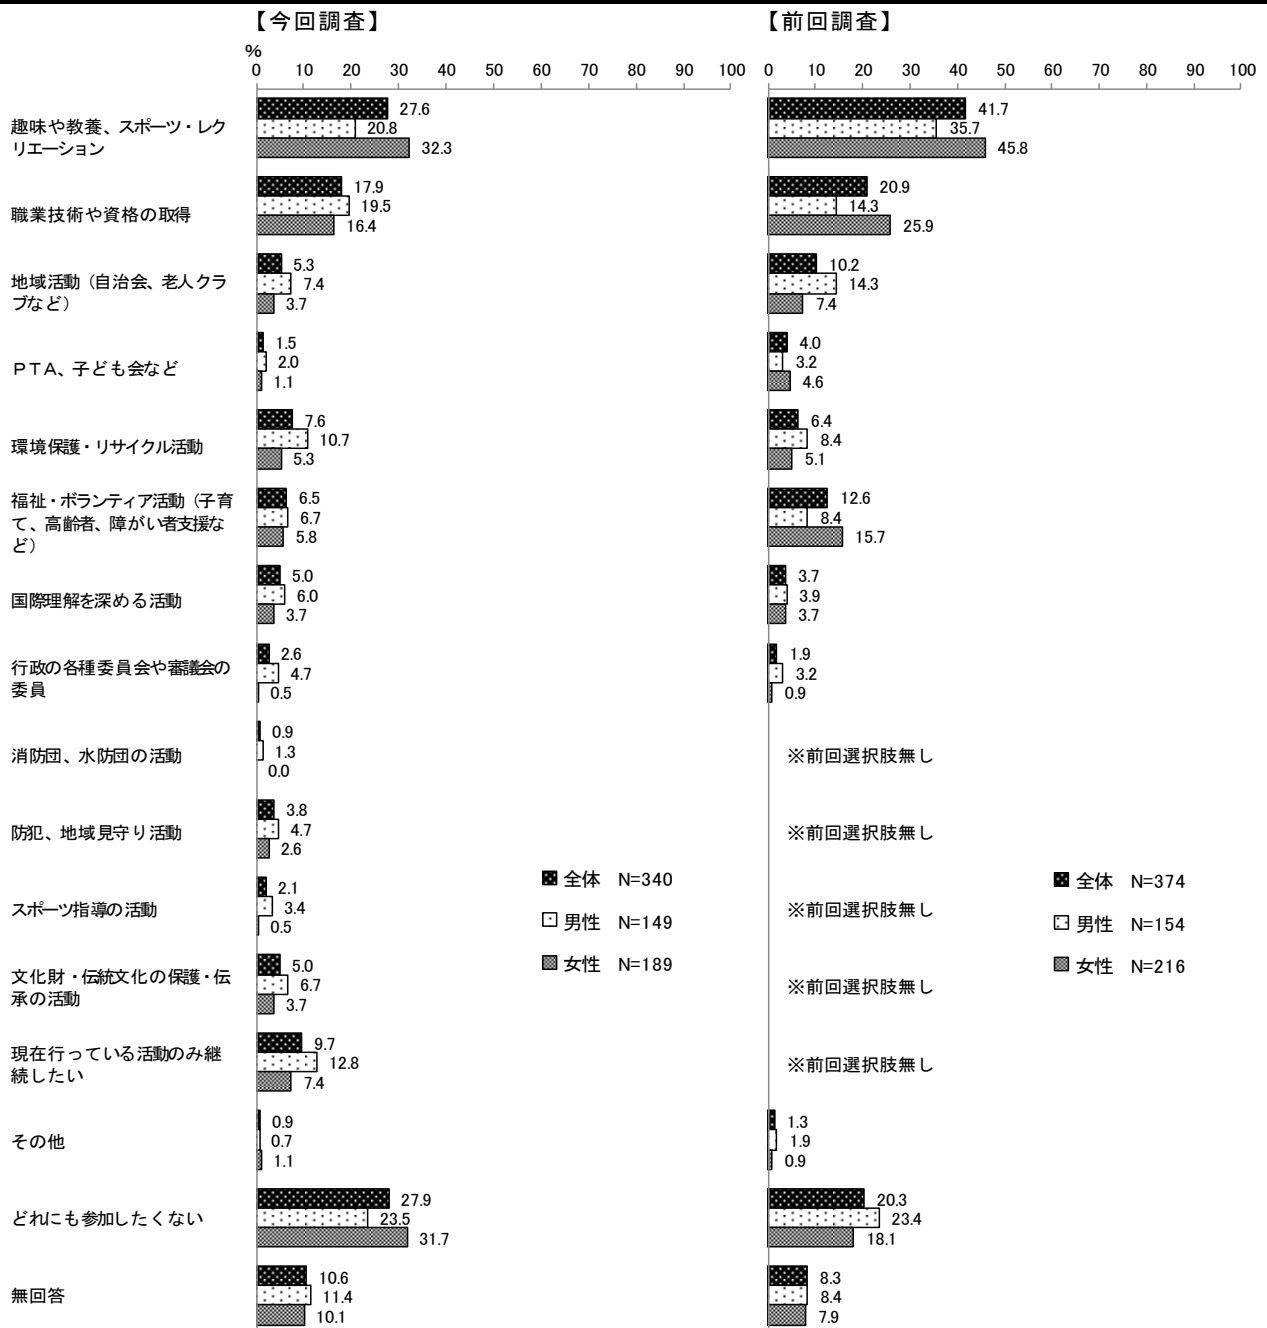 【今回調査】
【前回調査】
%
0 10 20 30 40 50 60 70 80 90 100
0 10 20 30 40 50 60 70 80 90 100
趣味や教養、スポーツ・レク
リエーション
27.6
20.8
32.3
41.7
35.7
45.8
職業技術や資格の取得
17.9
19.5
16.4
20.9
14.3
25.9
地域活動（自治会、老人クラ
ブなど）
5.3
7.4
3.7
10.2
14.3
7.4
ＰＴＡ、子ども会など
1.5
2.0
1.1
4.0
3.2
4.6
環境保護・リサイクル活動
7.6
10.7
5.3
6.4
8.4
5.1
福祉・ボランティア活動（子育
て、高齢者、障がい者支援な
ど）
6.5
6.7
5.8
12.6
8.4
15.7
国際理解を深める活動
5.0
6.0
3.7
3.7
3.9
3.7
行政の各種委員会や審議会の
委員
2.6
4.7
0.5
1.9
3.2
0.9
消防団、水防団の活動
0.9
1.3
0.0
※前回選択肢無し
防犯、地域見守り活動
3.8
4.7
2.6
※前回選択肢無し
スポーツ指導の活動
2.1
3.4
0.5
※前回選択肢無し
文化財・伝統文化の保護・伝
承の活動
5.0
6.7
3.7
※前回選択肢無し
現在行っている活動のみ継
続したい
9.7
12.8
7.4
※前回選択肢無し
その他
0.9
0.7
1.1
1.3
1.9
0.9
どれにも参加したくない
27.9
23.5
31.7
20.3
23.4
18.1
無回答
10.6
11.4
10.1
8.3
8.4
7.9
全体 N=340
男性 N=149
女性 N=189
全体 N=374
男性 N=154
女性 N=216